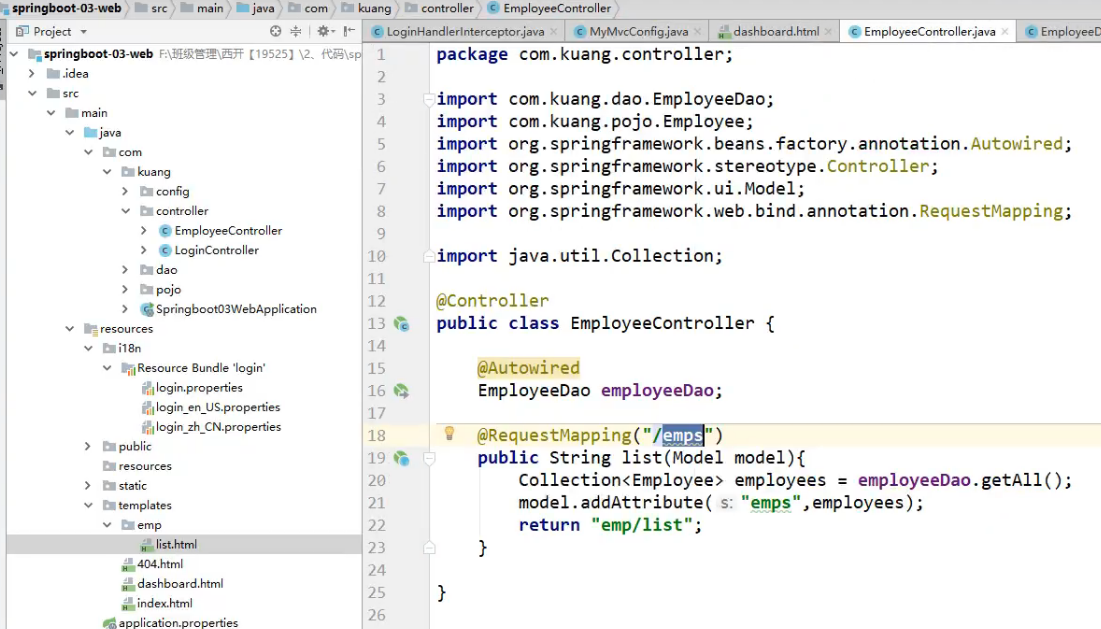 springboot-03-web src main java com kuang controller EmployeeController
Project
LoginHandlerInterceptor.java MyMvcConfig.java dashboard.html EmployeeController.java EmployeeD
springboot-03-web F:\班级管理\西开【19525】\2、代码\sp
.idea
src
main
java
com
kuang
config
controller
EmployeeController
LoginController
dao
pojo
Springboot03WebApplication
resources
i18n
Resource Bundle 'login'
login.properties
login_en_US.properties
login_zh_CN.properties
public
resources
static
templates
emp
list.html
404.html
dashboard.html
index.html
application.properties
1 package com.kuang.controller;
2
3 import com.kuang.dao.EmployeeDao;
4 import com.kuang.pojo.Employee;
5 import org.springframework.beans.factory.annotation.Autowired;
6 import org.springframework.stereotype.Controller;
7 import org.springframework.ui.Model;
8 import org.springframework.web.bind.annotation.RequestMapping;
9
10 import java.util.Collection;
11
12 @Controller
13 public class EmployeeController {
14
15 @Autowired
16 EmployeeDao employeeDao;
17
18 @RequestMapping("/emps")
19 public String list(Model model){
20 Collection<Employee> employees = employeeDao.getAll();
21 model.addAttribute( s: "emps",employees);
22 return "emp/list";
23 }
24
25 }
26